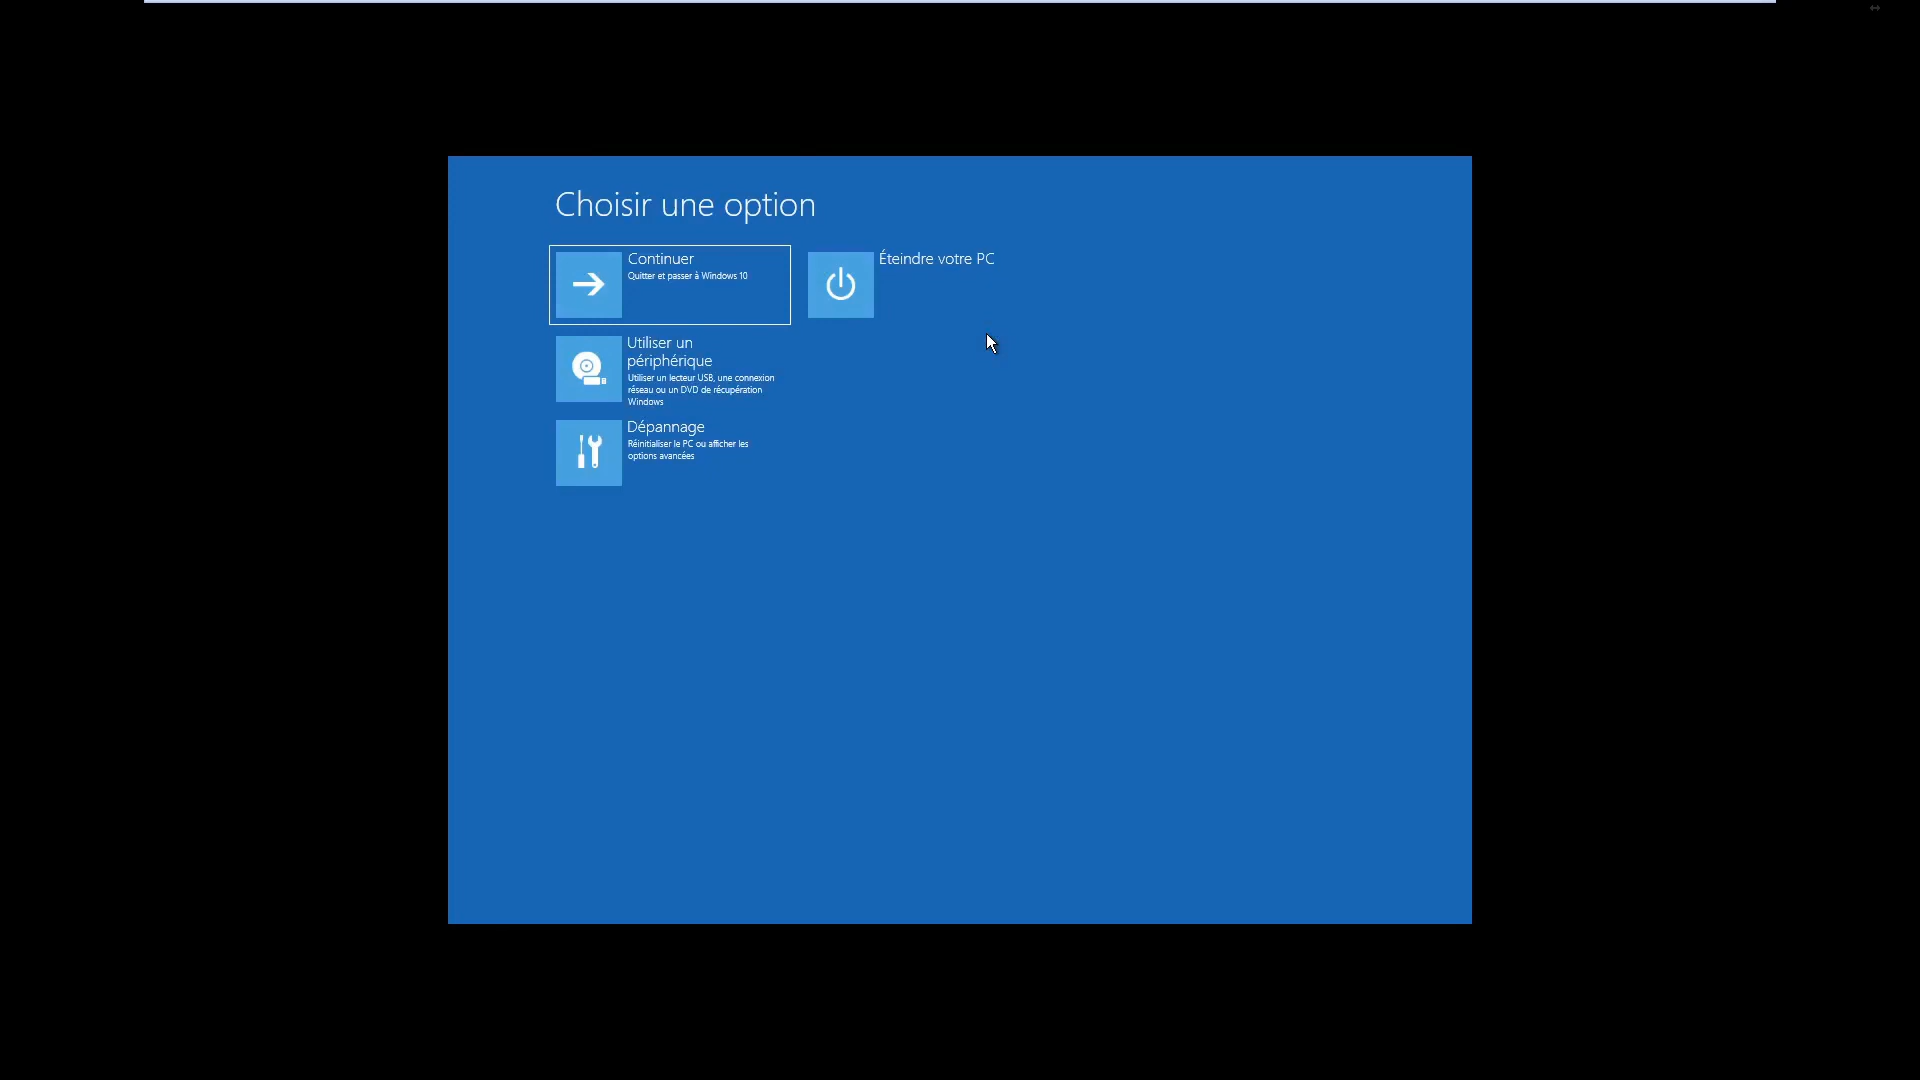 Choisir une option
Continuer
Quitter et passer à Windows 10
Éteindre votre PC
Utiliser un
périphérique
Utiliser un lecteur USB, une connexion
réseau ou un DVD de récupération
Windows
Dépannage
Réinitialiser le PC ou afficher les
options avancées